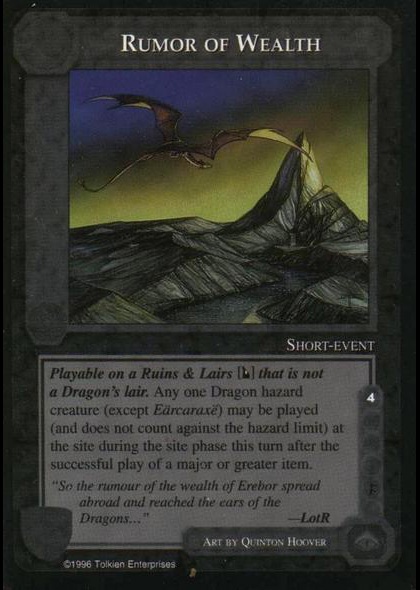 RUMOR OF WEALTH
SHORT-EVENT
Playable on a Ruins & Lairs [ ] that is not
a Dragon's lair. Any one Dragon hazard
creature (except Eärcaraxë) may be played
(and does not count against the hazard limit) at
the site during the site phase this turn after the
successful play of a major or greater item.
4
"So the rumour of the wealth of Erebor spread
abroad and reached the ears of the
Dragons..." —LotR
ART BY QUINTON HOOVER
©1996 Tolkien Enterprises